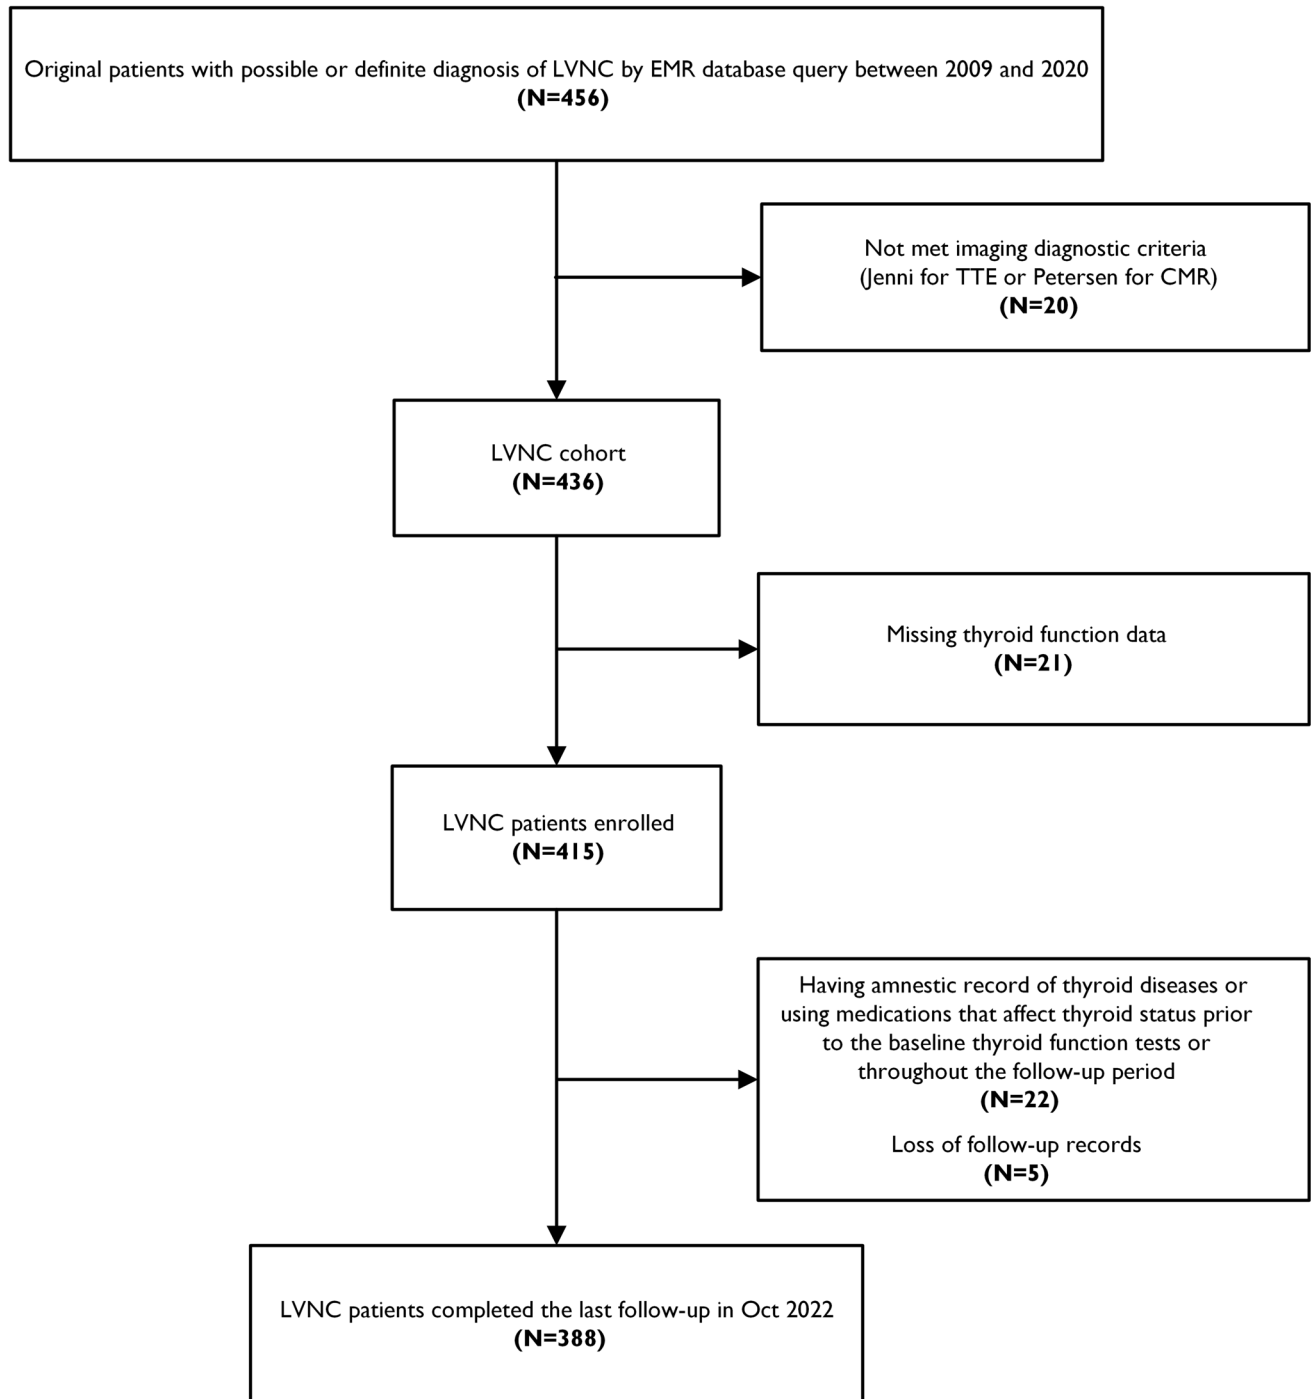 Original patients with possible or definite diagnosis of LVNC by EMR database query between 2009 and 2020
(N=456)
Not met imaging diagnostic criteria
(Jenni for TTE or Petersen for CMR)
(N=20)
LVNC cohort
(N=436)
Missing thyroid function data
(N=21)
LVNC patients enrolled
(N=415)
Having amnestic record of thyroid diseases or
using medications that affect thyroid status prior
to the baseline thyroid function tests or
throughout the follow-up period
(N=22)
Loss of follow-up records
(N=5)
LVNC patients completed the last follow-up in Oct 2022
(N=388)